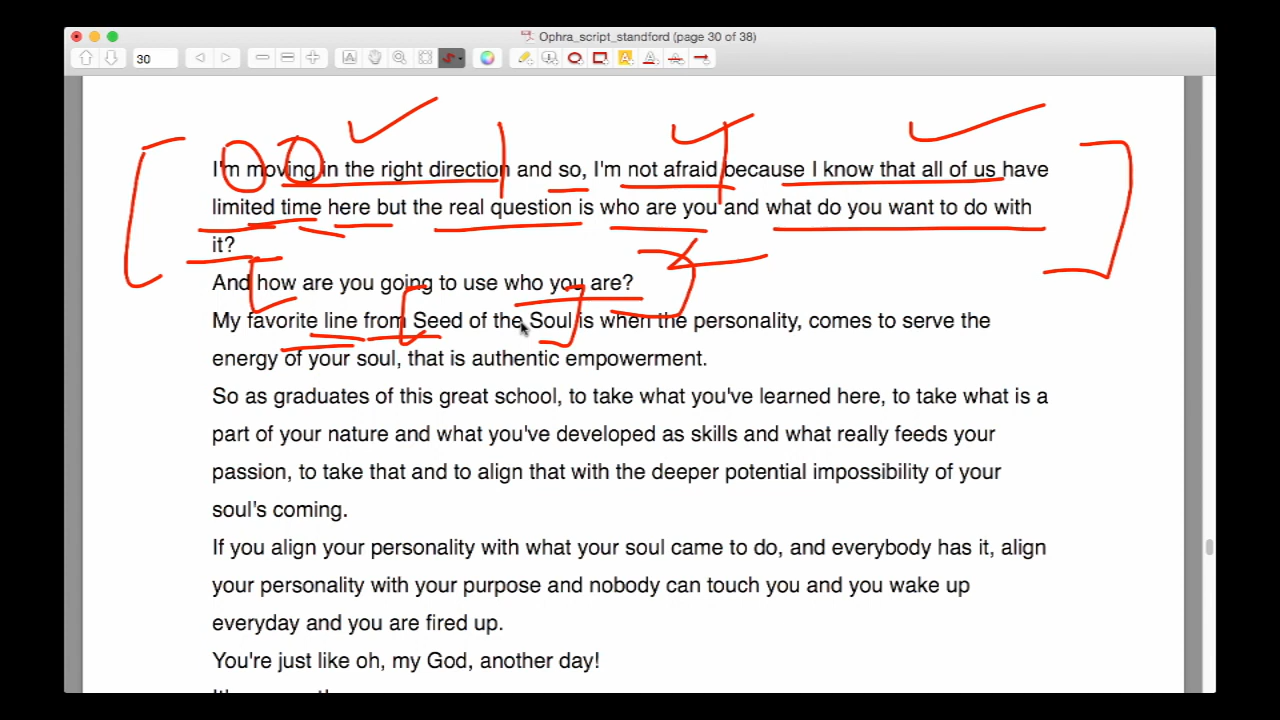 Ophra_script_standford (page 30 of 38)
30
I'm moving in the right direction and so, I'm not afraid because I know that all of us have
limited time here but the real question is who are you and what do you want to do with
it?
And how are you going to use who you are?
My favorite line from Seed of the Soul is when the personality, comes to serve the
energy of your soul, that is authentic empowerment.
So as graduates of this great school, to take what you've learned here, to take what is a
part of your nature and what you've developed as skills and what really feeds your
passion, to take that and to align that with the deeper potential impossibility of your
soul's coming.
If you align your personality with what your soul came to do, and everybody has it, align
your personality with your purpose and nobody can touch you and you wake up
everyday and you are fired up.
You're just like oh, my God, another day!